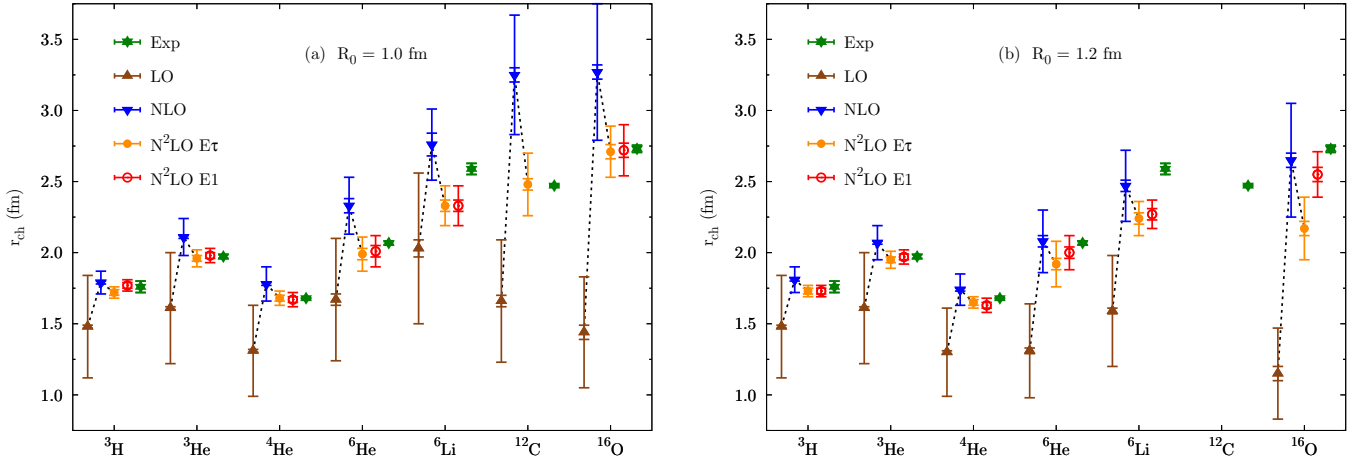 (a) R₀ = 1.0 fm
Exp
LO
NLO
N²LO Eτ
N²LO E1
r_ch (fm)
3.5
3.0
2.5
2.0
1.5
1.0
³H ³He ⁴He ⁶He ⁶Li ¹²C ¹⁶O
(b) R₀ = 1.2 fm
Exp
LO
NLO
N²LO Eτ
N²LO E1
r_ch (fm)
3.5
3.0
2.5
2.0
1.5
1.0
³H ³He ⁴He ⁶He ⁶Li ¹²C ¹⁶O